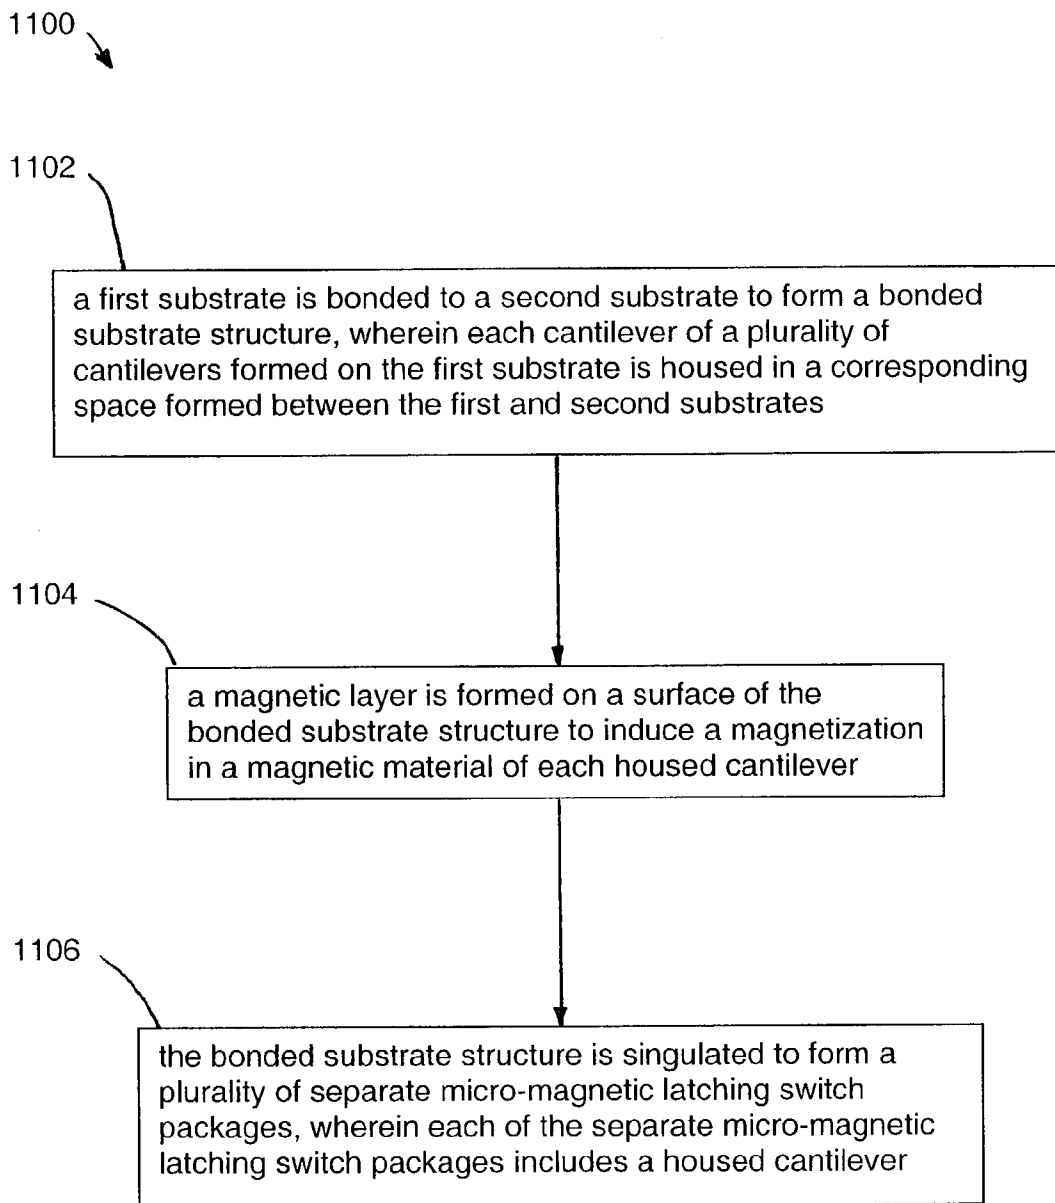 1100
1102
a first substrate is bonded to a second substrate to form a bonded
substrate structure, wherein each cantilever of a plurality of
cantilevers formed on the first substrate is housed in a corresponding
space formed between the first and second substrates
1104
a magnetic layer is formed on a surface of the
bonded substrate structure to induce a magnetization
in a magnetic material of each housed cantilever
1106
the bonded substrate structure is singulated to form a
plurality of separate micro-magnetic latching switch
packages, wherein each of the separate micro-magnetic
latching switch packages includes a housed cantilever